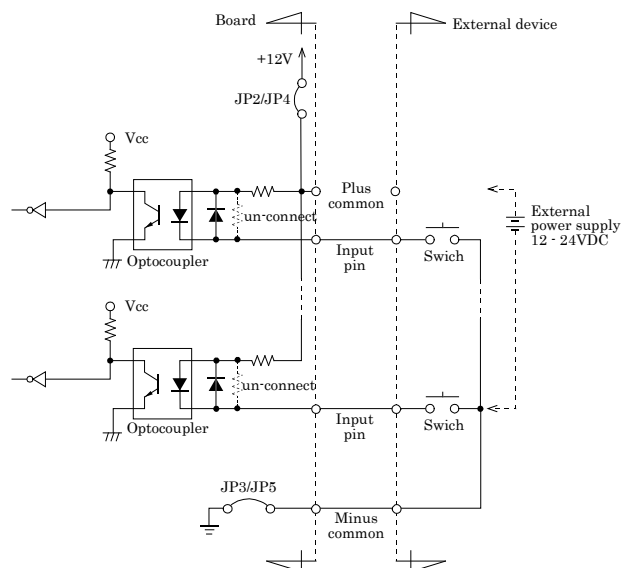 Board
External device
+12V
JP2/JP4
Vcc
Plus
common
un-connect
External
power supply
12 - 24VDC
Input
pin
Swich
Optocoupler
Vcc
un-connect
Input
pin
Swich
Optocoupler
JP3/JP5
Minus
common